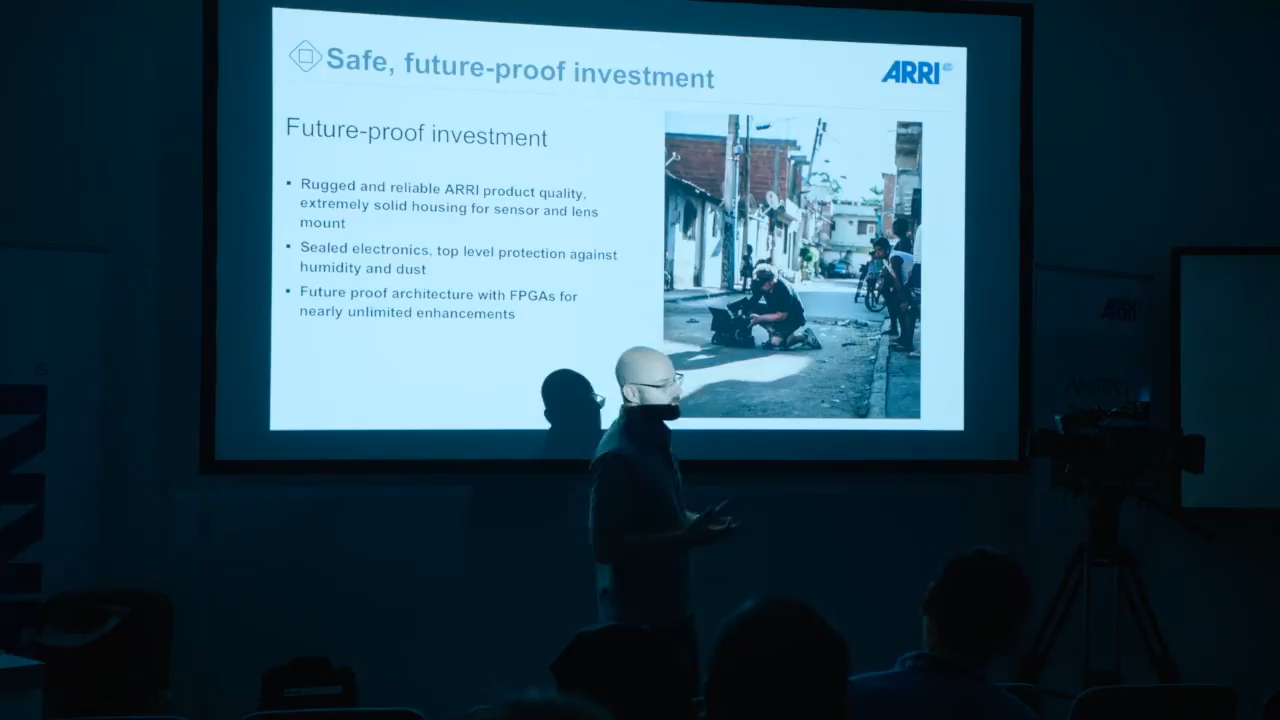 Safe, future-proof investment
ARRI
Future-proof investment
▪ Rugged and reliable ARRI product quality,
extremely solid housing for sensor and lens
mount
▪ Sealed electronics, top level protection against
humidity and dust
▪ Future proof architecture with FPGAs for
nearly unlimited enhancements
ARRI
AMIRA